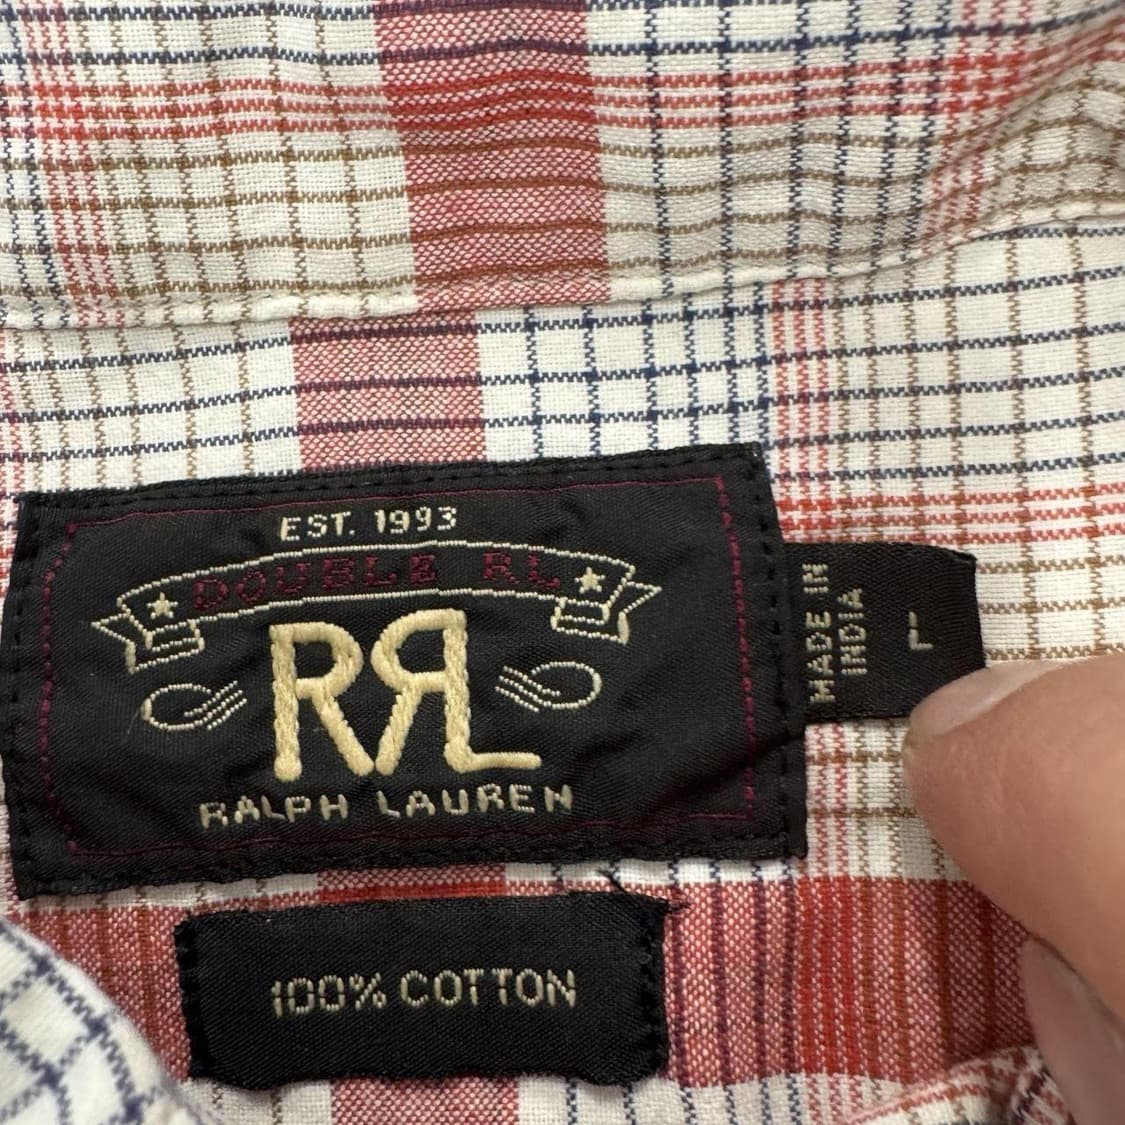 EST. 1993
DOUBLE RL
RRL
RALPH LAUREN
MADE IN
INDIA
L
100% COTTON